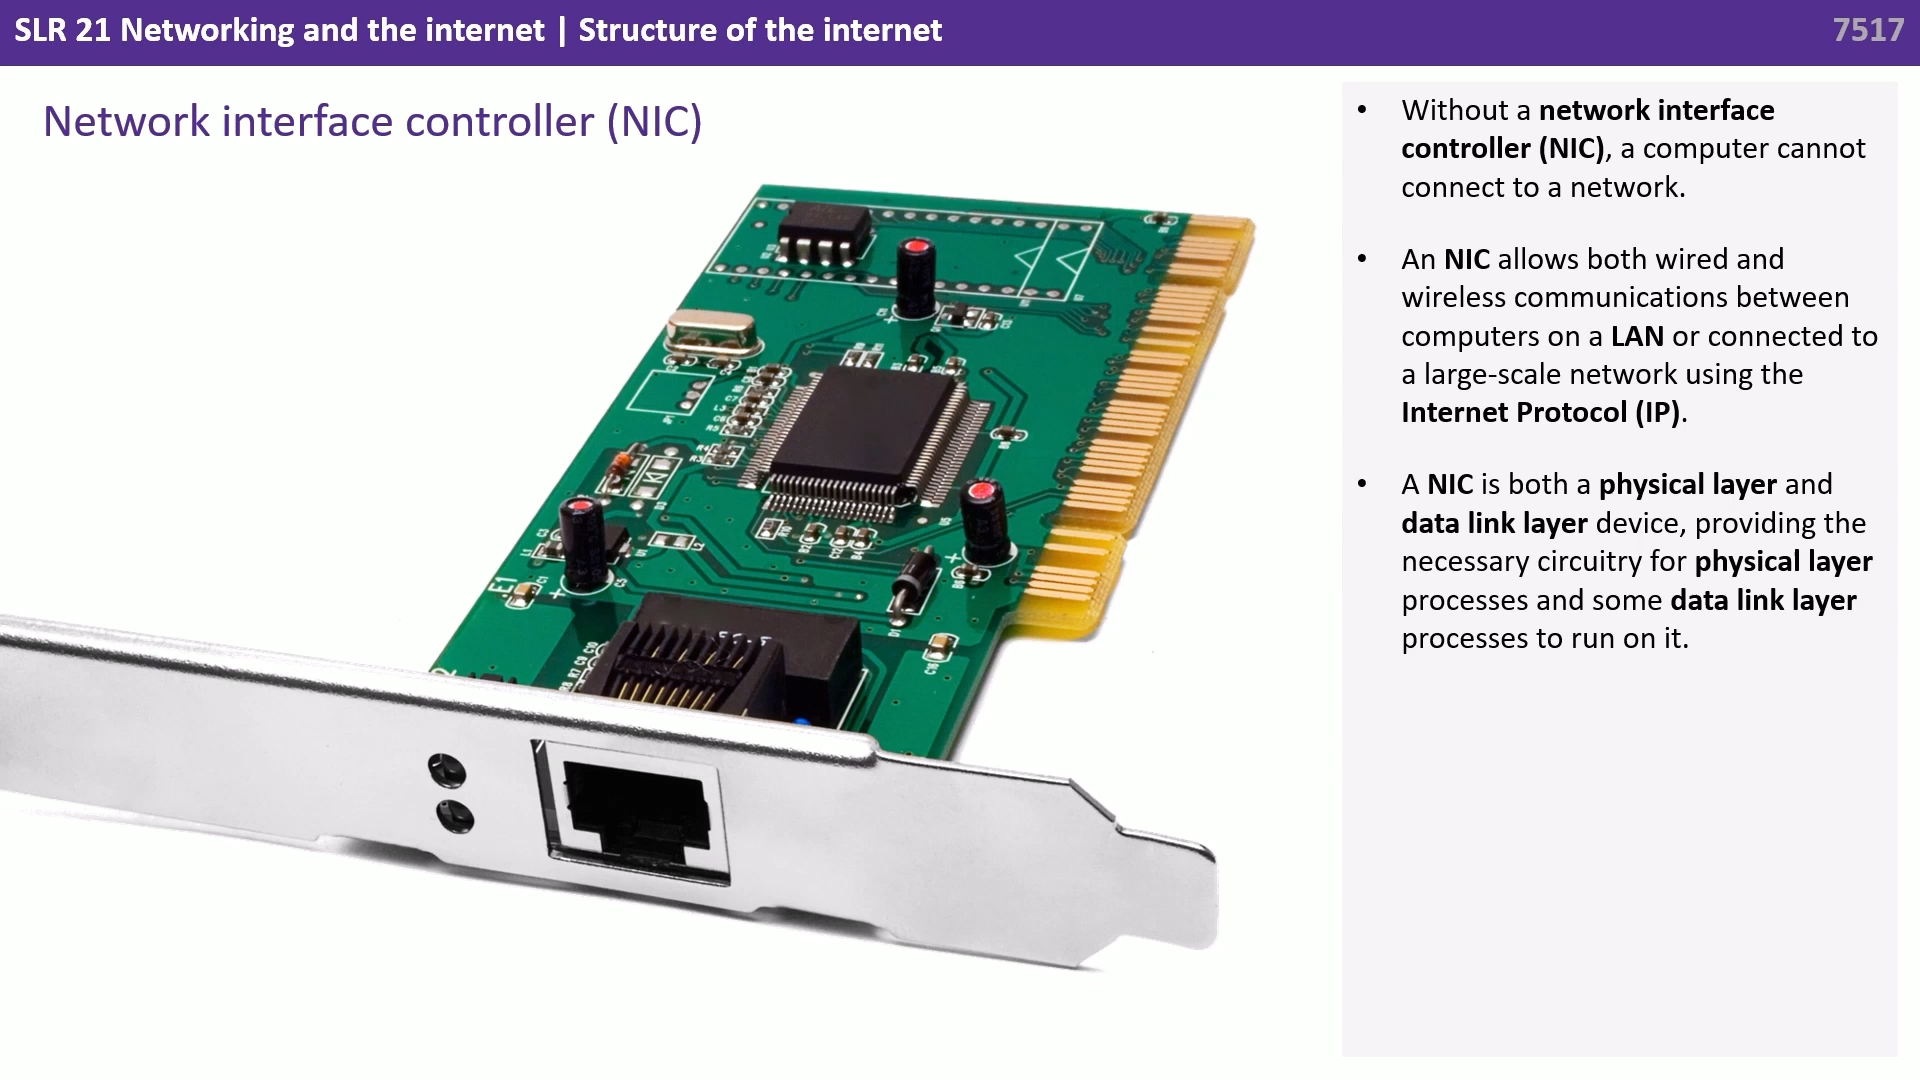 SLR 21 Networking and the internet | Structure of the internet
7517
Network interface controller (NIC)
• Without a network interface
controller (NIC), a computer cannot
connect to a network.
• An NIC allows both wired and
wireless communications between
computers on a LAN or connected to
a large-scale network using the
Internet Protocol (IP).
• A NIC is both a physical layer and
data link layer device, providing the
necessary circuitry for physical layer
processes and some data link layer
processes to run on it.